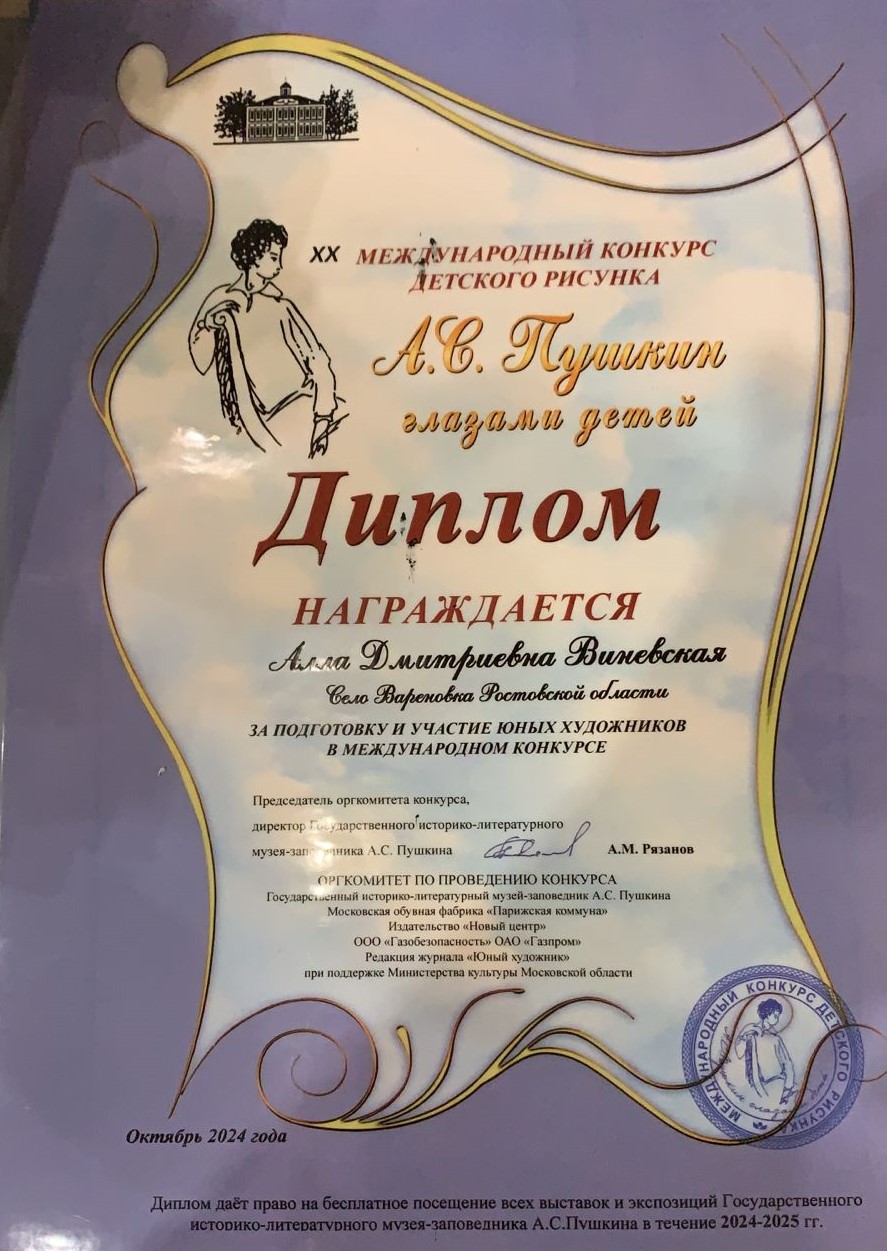 XX МЕЖДУНАРОДНЫЙ КОНКУРС
ДЕТСКОГО РИСУНКА
А.С. Пушкин
глазами детей
Диплом
НАГРАЖДАЕТСЯ
Алла Дмитриевна Виневская
Село Вареновка Ростовской области
ЗА ПОДГОТОВКУ И УЧАСТИЕ ЮНЫХ ХУДОЖНИКОВ
В МЕЖДУНАРОДНОМ КОНКУРСЕ
Председатель оргкомитета конкурса,
директор Государственного историко-литературного
музея-заповедника А.С. Пушкина А.М. Рязанов
ОРГКОМИТЕТ ПО ПРОВЕДЕНИЮ КОНКУРСА
Государственный историко-литературный музей-заповедник А.С. Пушкина
Московская обувная фабрика «Парижская коммуна»
Издательство «Новый центр»
ООО «Газобезопасность» ОАО «Газпром»
Редакция журнала «Юный художник»
при поддержке Министерства культуры Московской области
МЕЖДУНАРОДНЫЙ КОНКУРС ДЕТСКОГО РИСУНКА
Октябрь 2024 года
Диплом даёт право на бесплатное посещение всех выставок и экспозиций Государственного
историко-литературного музея-заповедника А.С.Пушкина в течение 2024-2025 гг.